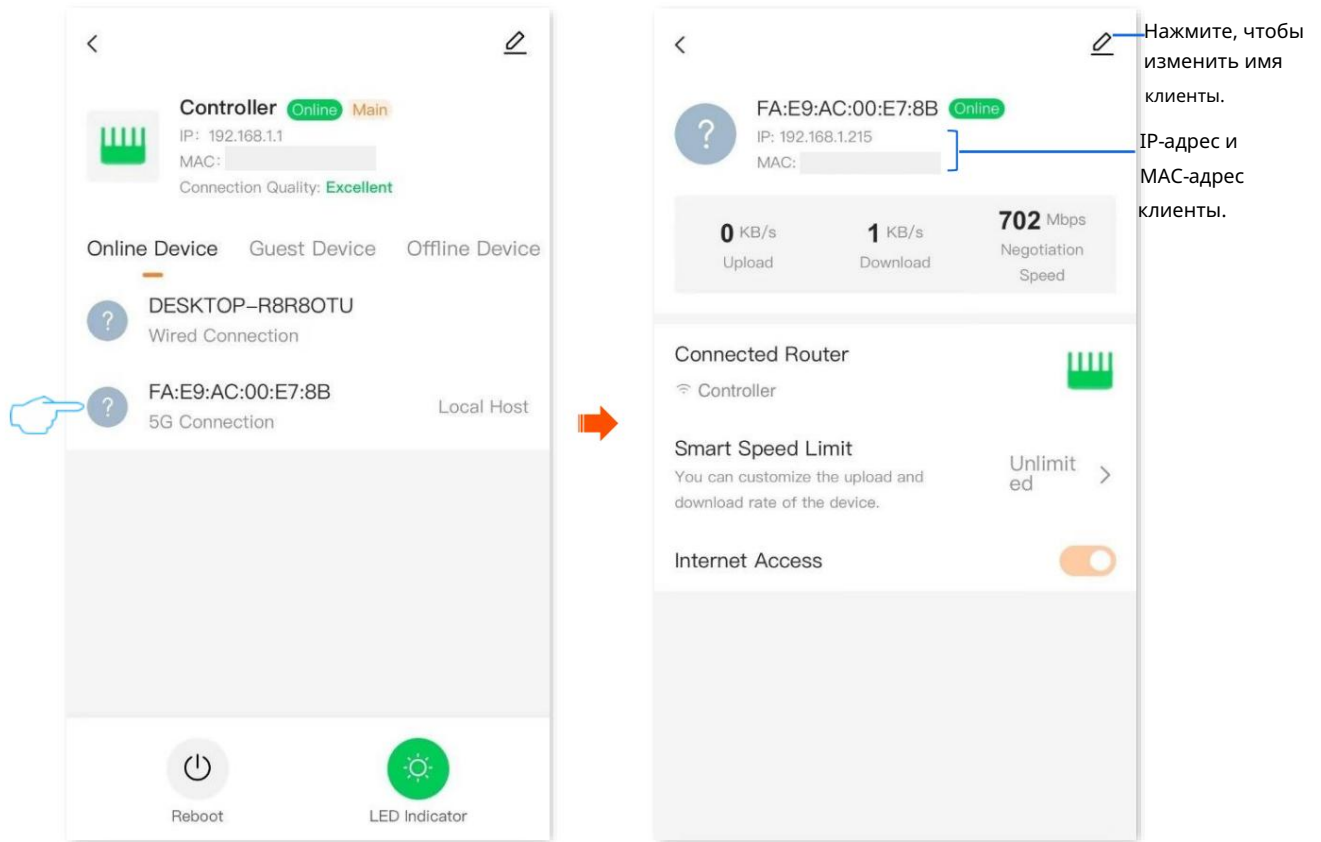 Controller Online Main
IP: 192.168.1.1
MAC:
Connection Quality: Excellent
Online Device Guest Device Offline Device
DESKTOP-R8R8OTU
Wired Connection
FA:E9:AC:00:E7:8B
5G Connection
Local Host
Reboot
LED Indicator
FA:E9:AC:00:E7:8B Online
IP: 192.168.1.215
MAC:
0 KB/s
Upload
1 KB/s
Download
702 Mbps
Negotiation
Speed
Connected Router
Controller
Smart Speed Limit
You can customize the upload and
download rate of the device.
Unlimit
ed
Internet Access
Нажмите, чтобы
изменить имя
клиенты.
IP-адрес и
MAC-адрес
клиенты.